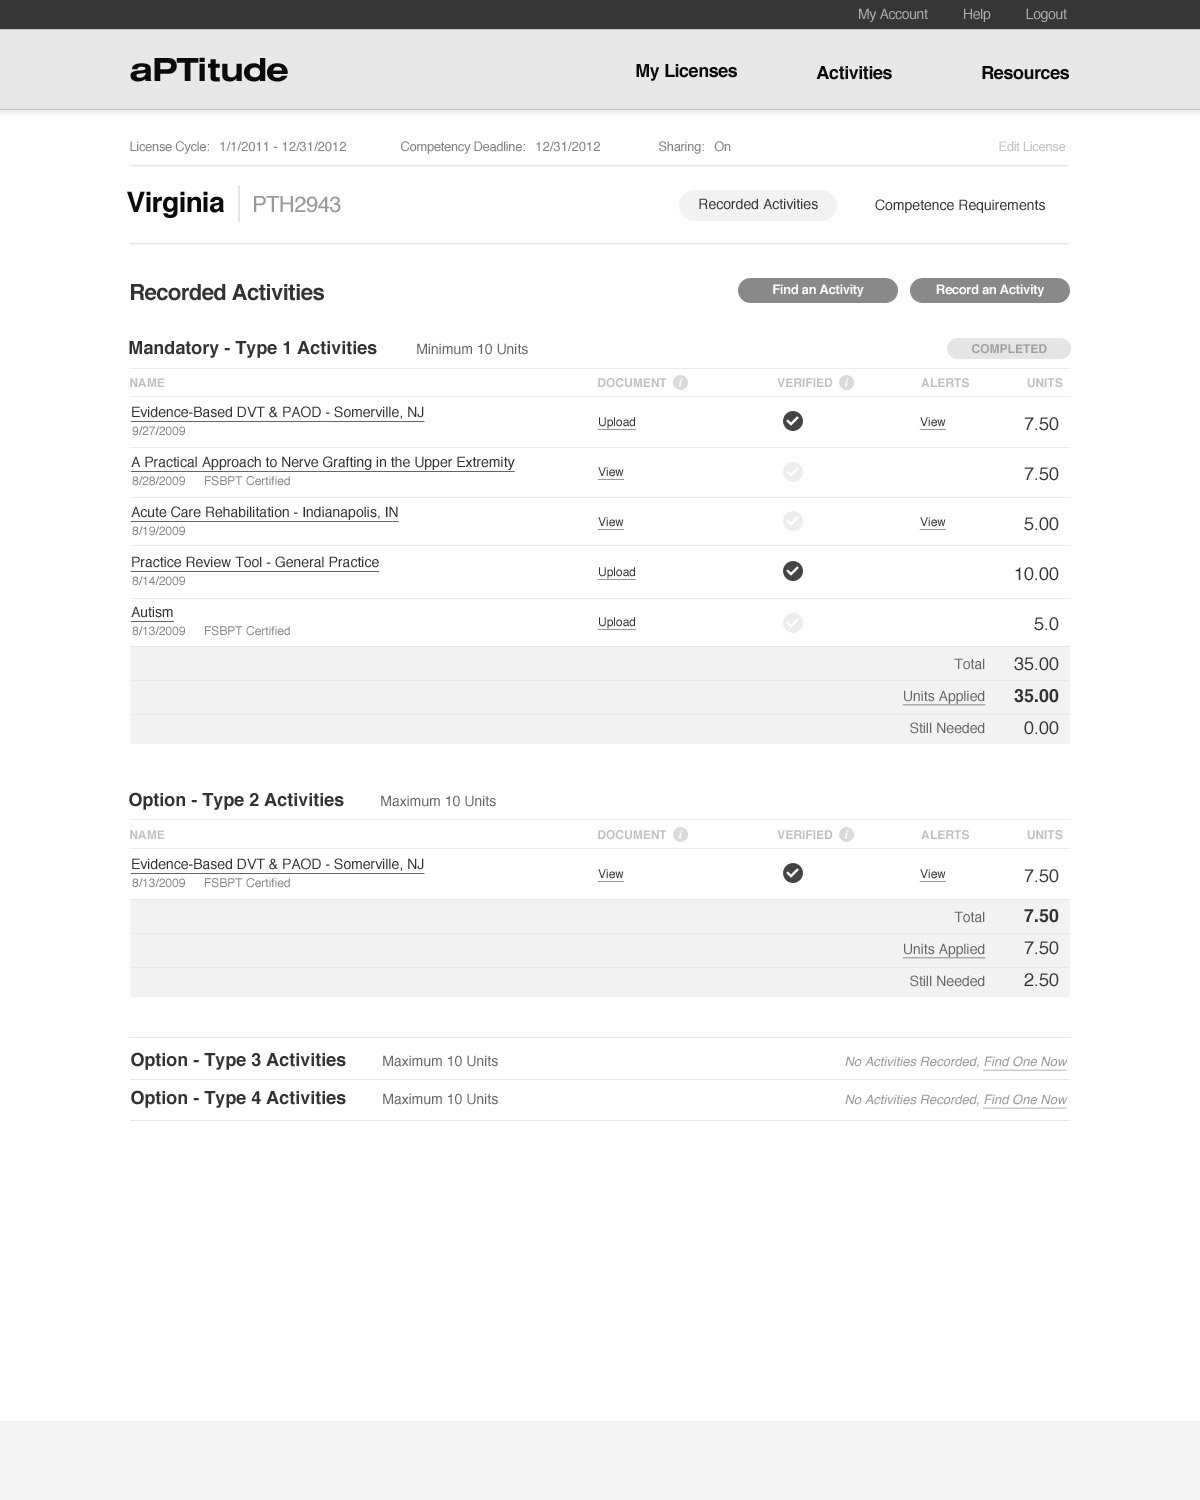 My Account Help Logout
aPTitude My Licenses Activities Resources
License Cycle: 1/1/2011 - 12/31/2012 Competency Deadline: 12/31/2012 Sharing: On Edit License
Virginia PTH2943 Recorded Activities Competence Requirements
Recorded Activities Find an Activity Record an Activity
Mandatory - Type 1 Activities Minimum 10 Units COMPLETED
NAME DOCUMENT i VERIFIED i ALERTS UNITS
Evidence-Based DVT & PAOD - Somerville, NJ Upload View 7.50
9/27/2009
A Practical Approach to Nerve Grafting in the Upper Extremity View 7.50
8/28/2009 FSBPT Certified
Acute Care Rehabilitation - Indianapolis, IN View View 5.00
8/19/2009
Practice Review Tool - General Practice Upload 10.00
8/14/2009
Autism Upload 5.0
8/13/2009 FSBPT Certified
Total 35.00
Units Applied 35.00
Still Needed 0.00
Option - Type 2 Activities Maximum 10 Units
NAME DOCUMENT i VERIFIED i ALERTS UNITS
Evidence-Based DVT & PAOD - Somerville, NJ View View 7.50
8/13/2009 FSBPT Certified
Total 7.50
Units Applied 7.50
Still Needed 2.50
Option - Type 3 Activities Maximum 10 Units No Activities Recorded, Find One Now
Option - Type 4 Activities Maximum 10 Units No Activities Recorded, Find One Now